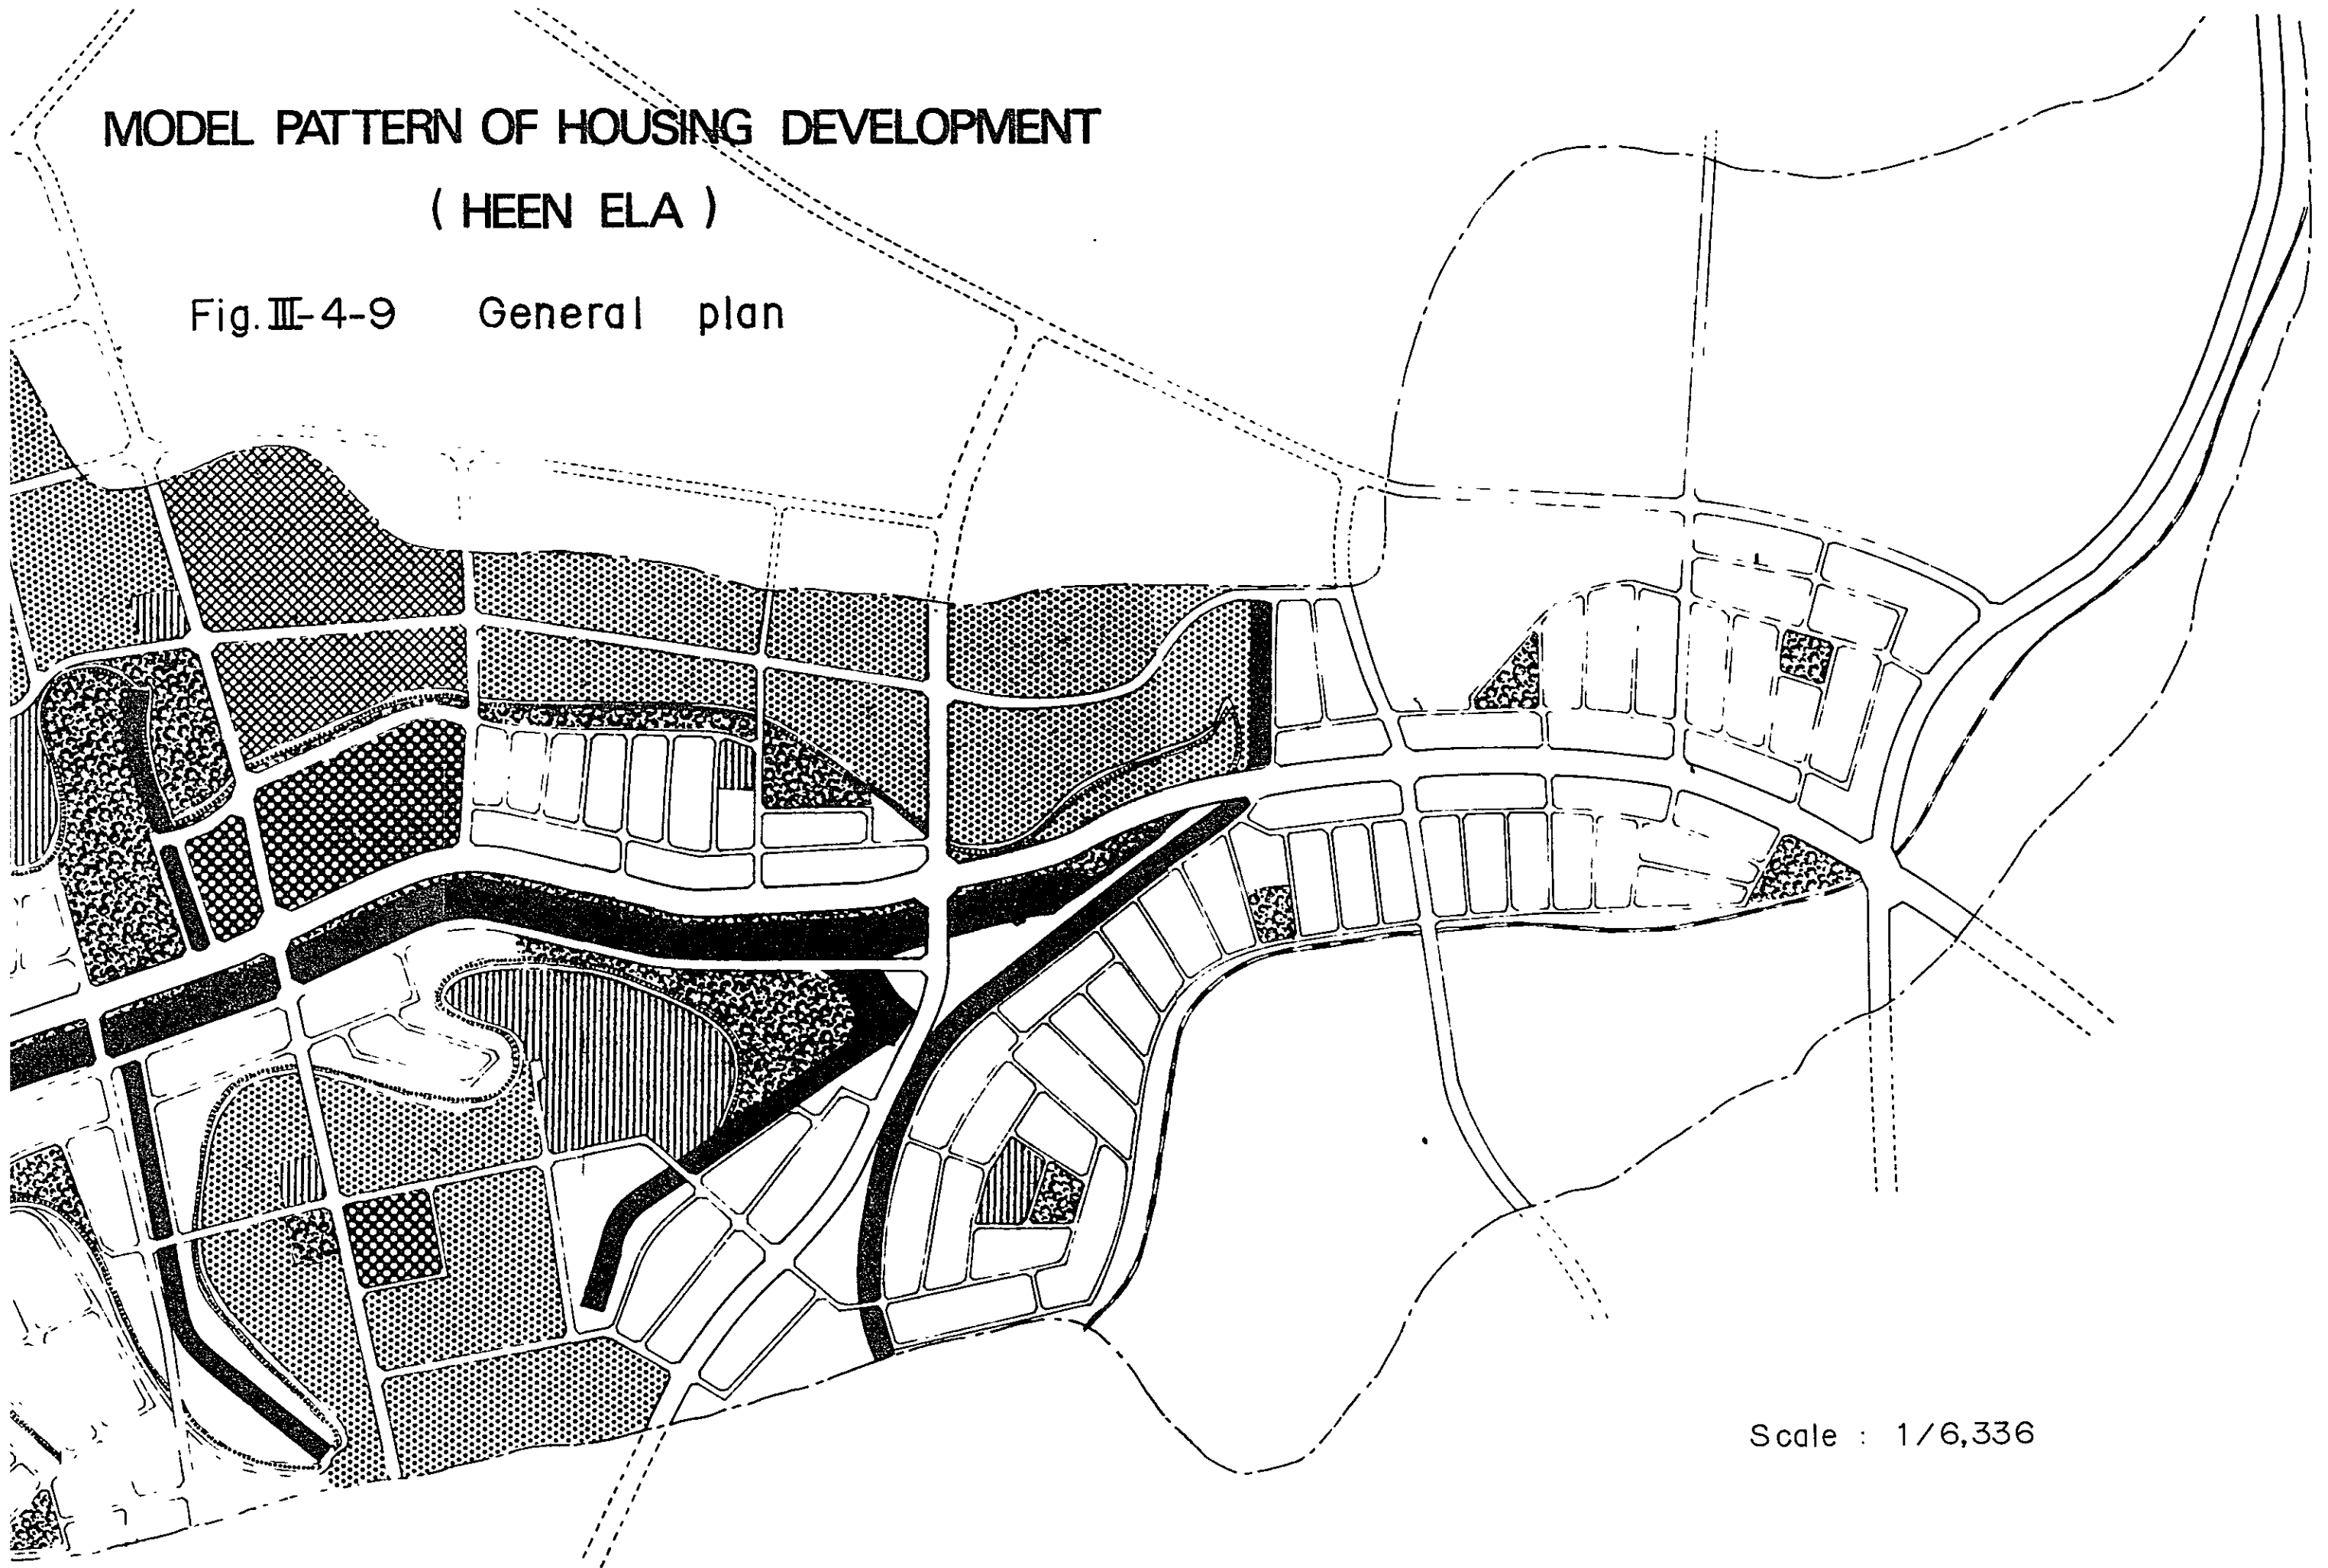 MODEL PATTERN OF HOUSING DEVELOPMENT
( HEEN ELA )
Fig. III-4-9 General plan
Scale : 1/6,336